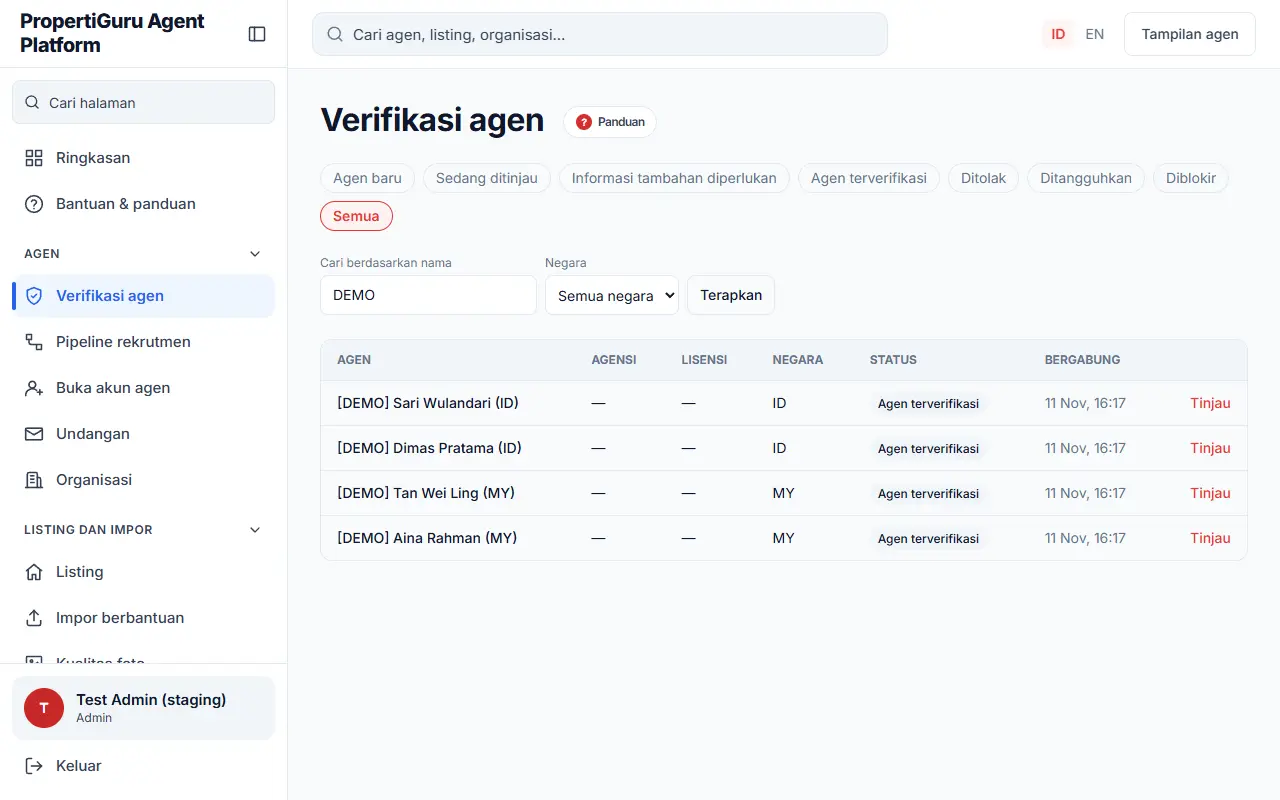 PropertiGuru Agent
Platform
Cari agen, listing, organisasi...
ID
EN
Tampilan agen
Cari halaman
Ringkasan
Bantuan & panduan
AGEN
Verifikasi agen
Pipeline rekrutmen
Buka akun agen
Undangan
Organisasi
LISTING DAN IMPOR
Listing
Impor berbantuan
Kualitas foto
T
Test Admin (staging)
Admin
Keluar
Verifikasi agen
? Panduan
Agen baru
Sedang ditinjau
Informasi tambahan diperlukan
Agen terverifikasi
Ditolak
Ditangguhkan
Diblokir
Semua
Cari berdasarkan nama
Negara
DEMO
Semua negara
Terapkan
AGEN AGENSI LISENSI NEGARA STATUS BERGABUNG
[DEMO] Sari Wulandari (ID) — — ID Agen terverifikasi 11 Nov, 16:17 Tinjau
[DEMO] Dimas Pratama (ID) — — ID Agen terverifikasi 11 Nov, 16:17 Tinjau
[DEMO] Tan Wei Ling (MY) — — MY Agen terverifikasi 11 Nov, 16:17 Tinjau
[DEMO] Aina Rahman (MY) — — MY Agen terverifikasi 11 Nov, 16:17 Tinjau